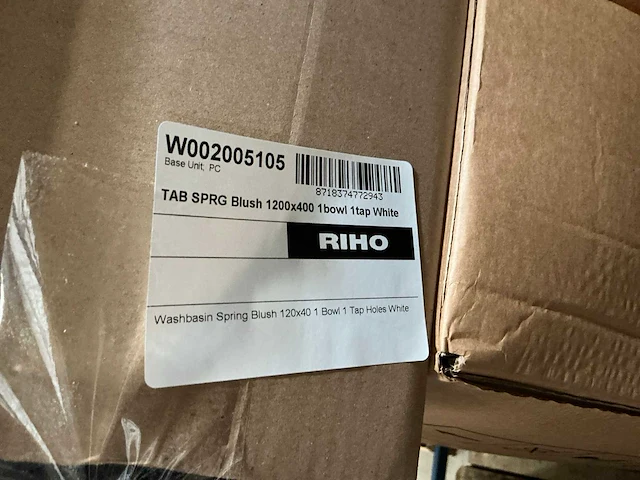 W002005105
Base Unit; PC
8718374772943
TAB SPRG Blush 1200x400 1bowl 1tap White
RIHO
Washbasin Spring Blush 120x40 1 Bowl 1 Tap Holes White